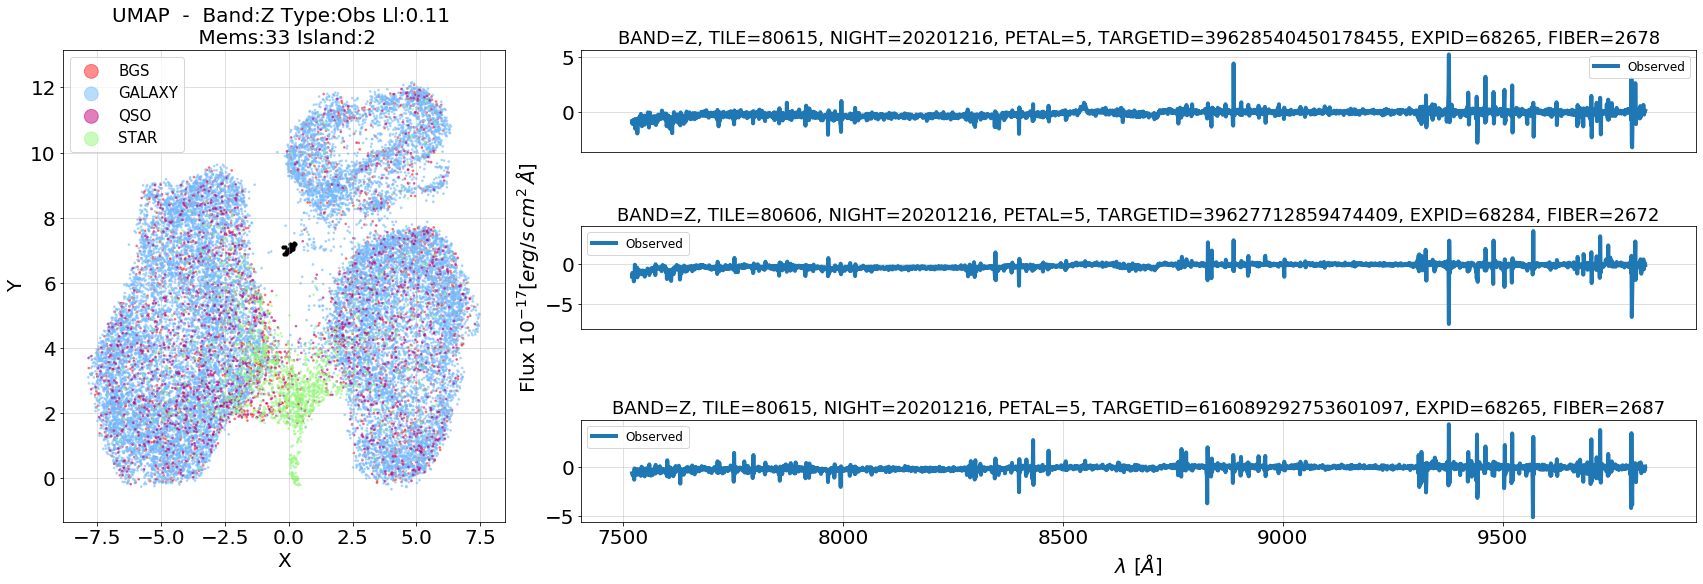 UMAP  -  Band:Z Type:Obs Ll:0.11
Mems:33 Island:2
BGS
GALAXY
QSO
STAR
12
10
8
6
4
2
0
Y
−7.5 −5.0 −2.5 0.0 2.5 5.0 7.5
X
Flux 10⁻¹⁷[erg/s cm² Å]
BAND=Z, TILE=80615, NIGHT=20201216, PETAL=5, TARGETID=39628540450178455, EXPID=68265, FIBER=2678
Observed
5
0
BAND=Z, TILE=80606, NIGHT=20201216, PETAL=5, TARGETID=39627712859474409, EXPID=68284, FIBER=2672
Observed
0
−5
BAND=Z, TILE=80615, NIGHT=20201216, PETAL=5, TARGETID=616089292753601097, EXPID=68265, FIBER=2687
Observed
0
−5
7500 8000 8500 9000 9500
λ [Å]